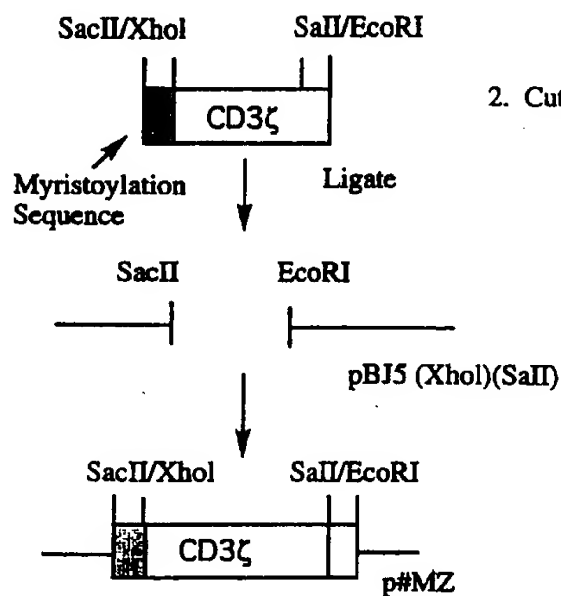 SacII/XhoI SalI/EcoRI
CD3ζ
2. Cut
Myristoylation
Sequence
Ligate
SacII EcoRI
pBJ5 (XhoI)(SalI)
SacII/XhoI SalI/EcoRI
CD3ζ
p#MZ